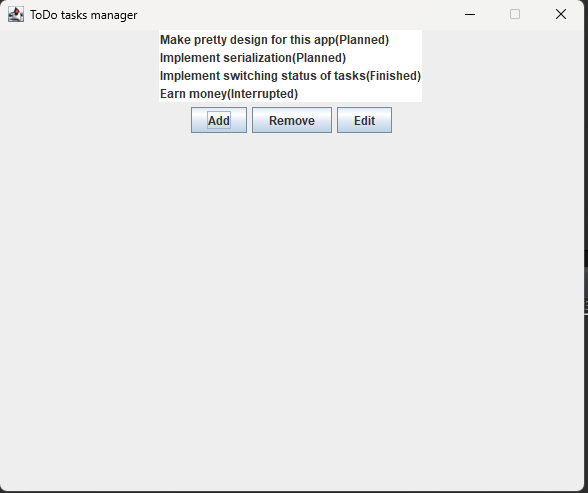 ToDo tasks manager
Make pretty design for this app(Planned)
Implement serialization(Planned)
Implement switching status of tasks(Finished)
Earn money(Interrupted)
Add Remove Edit